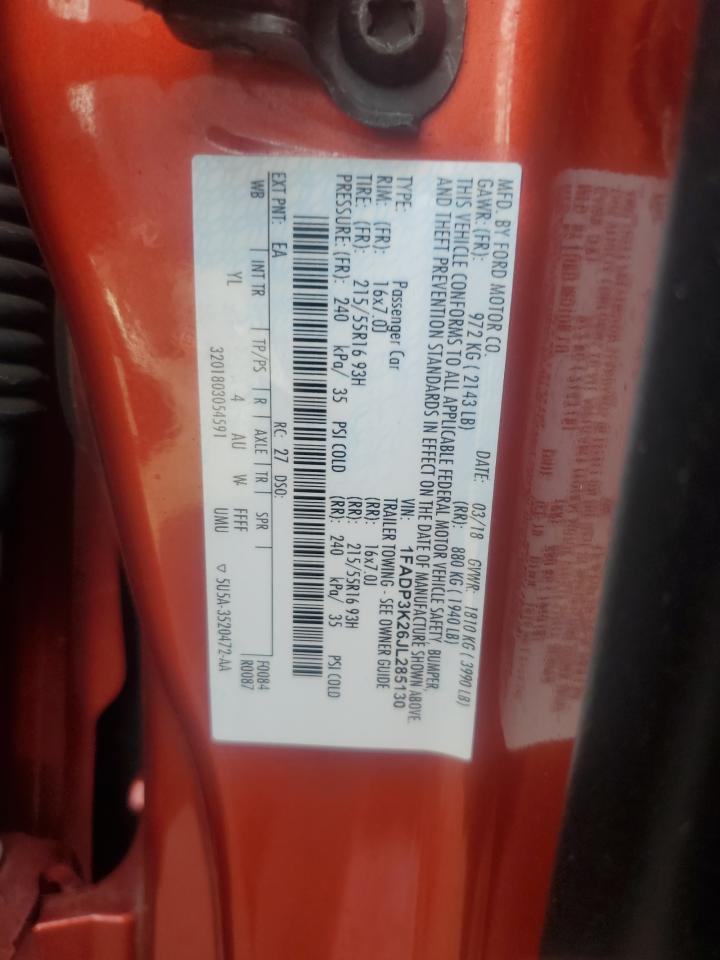 MFD. BY FORD MOTOR CO. DATE: 03/18 GVWR: 1810 KG ( 3990 LB)
GAWR: (FR): 972 KG ( 2143 LB) (RR): 880 KG ( 1940 LB)
THIS VEHICLE CONFORMS TO ALL APPLICABLE FEDERAL MOTOR VEHICLE SAFETY, BUMPER,
AND THEFT PREVENTION STANDARDS IN EFFECT ON THE DATE OF MANUFACTURE SHOWN ABOVE.
VIN: 1FADP3K26JL285130
TYPE: Passenger Car TRAILER TOWING - SEE OWNER GUIDE
RIM: (FR): 16x7.0J (RR): 16x7.0J
TIRE: (FR): 215/55R16 93H (RR): 215/55R16 93H
PRESSURE: (FR): 240 kPa/ 35 PSI COLD (RR): 240 kPa/ 35 PSI COLD
EXT PNT: EA RC: 27 DSO: F0084
R0087
WB INT TR TP/PS R AXLE TR SPR
YL 4 AU W- FFFF
3201803054591 UMU ▽ 5U5A-3520472-AA